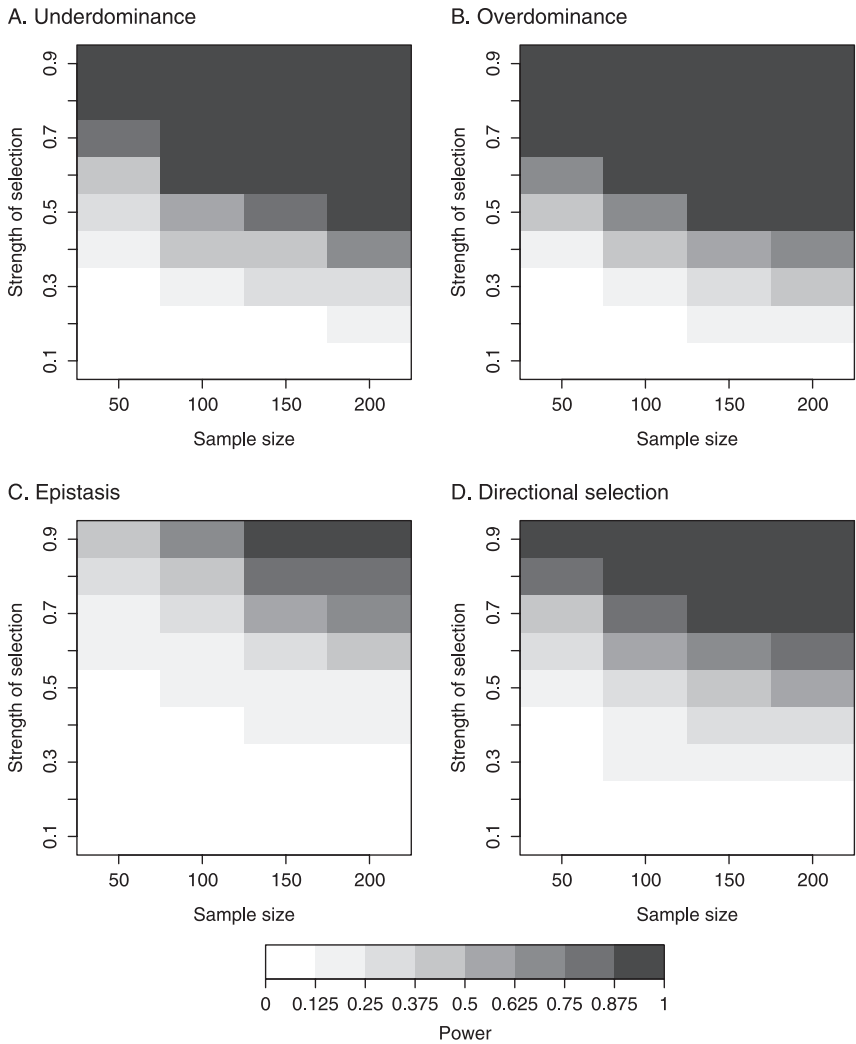 A. Underdominance
B. Overdominance
Strength of selection
0.9
0.7
0.5
0.3
0.1
50 100 150 200
Sample size
Strength of selection
0.9
0.7
0.5
0.3
0.1
50 100 150 200
Sample size
C. Epistasis
D. Directional selection
Strength of selection
0.9
0.7
0.5
0.3
0.1
50 100 150 200
Sample size
Strength of selection
0.9
0.7
0.5
0.3
0.1
50 100 150 200
Sample size
0 0.125 0.25 0.375 0.5 0.625 0.75 0.875 1
Power